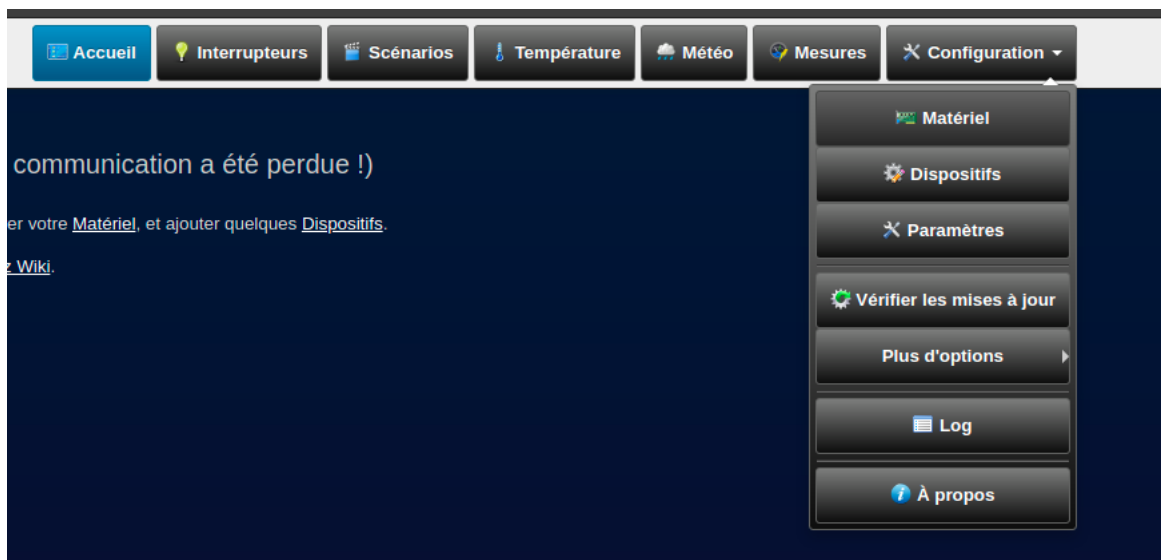 Accueil Interrupteurs Scénarios Température Météo Mesures Configuration
Matériel
communication a été perdue !)
Dispositifs
er votre Matériel, et ajouter quelques Dispositifs.
Paramètres
z Wiki.
Vérifier les mises à jour
Plus d'options
Log
À propos